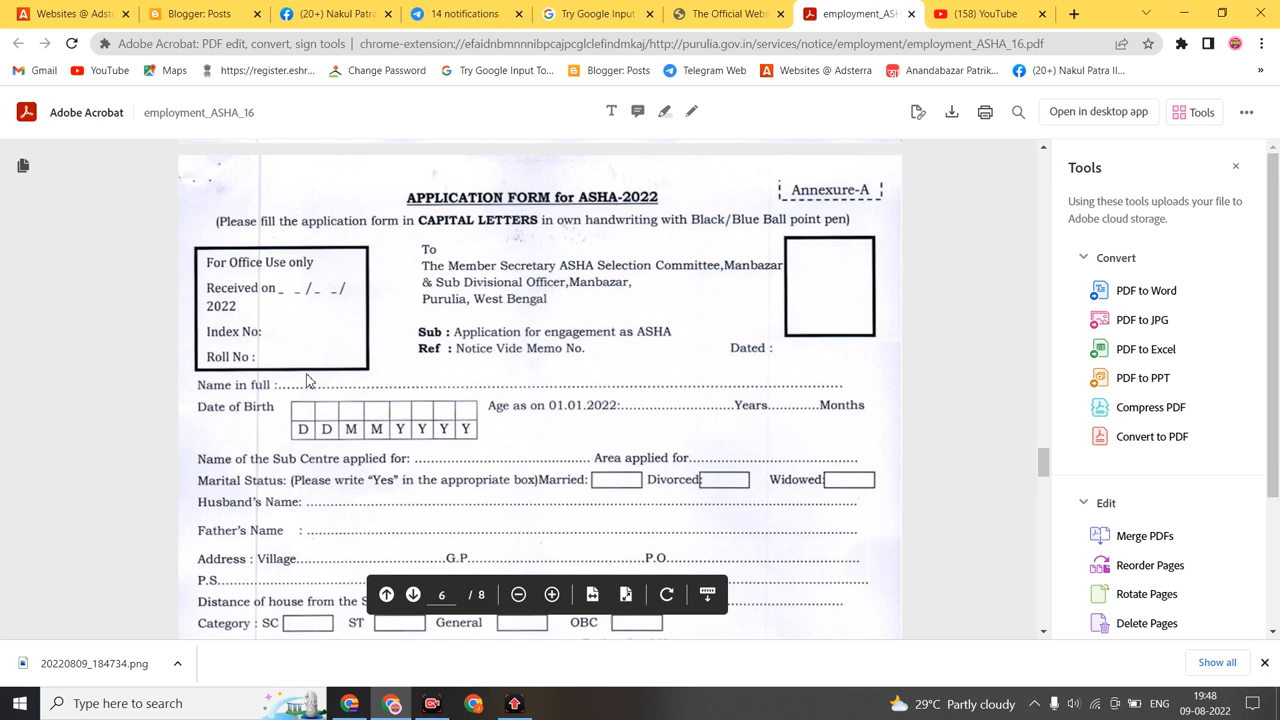 Websites @ Adsterra
Blogger: Posts
(20+) Nakul Patra
14 notifications
Try Google Input
The Official Web
employment_ASH
(158) YouTube
Adobe Acrobat: PDF edit, convert, sign tools
chrome-extension://efaidnbmnnnibpcajpcglclefindmkaj/http://purulia.gov.in/services/notice/employment/employment_ASHA_16.pdf
Gmail
YouTube
Maps
https://register.eshr...
Change Password
Try Google Input To...
Blogger: Posts
Telegram Web
Websites @ Adsterra
Anandabazar Patrik...
(20+) Nakul Patra ll...
»
Adobe Acrobat
employment_ASHA_16
Open in desktop app
Tools
Annexure-A
APPLICATION FORM for ASHA-2022
(Please fill the application form in CAPITAL LETTERS in own handwriting with Black/Blue Ball point pen)
For Office Use only
Received on _ _ /_ _ /
2022
Index No:
Roll No :
To
The Member Secretary ASHA Selection Committee,Manbazar
& Sub Divisional Officer,Manbazar,
Purulia, West Bengal
Sub : Application for engagement as ASHA
Ref : Notice Vide Memo No. Dated :
Name in full :
Date of Birth
D D M M Y Y Y Y
Age as on 01.01.2022:..............Years............Months
Name of the Sub Centre applied for: Area applied for
Marital Status: (Please write “Yes” in the appropriate box)Married: Divorced: Widowed:
Husband's Name:
Father's Name :
Address : Village G.P. P.O.
P.S.
Distance of house from the S
Category : SC ST General OBC
6 / 8
Tools
Using these tools uploads your file to
Adobe cloud storage.
Convert
PDF to Word
PDF to JPG
PDF to Excel
PDF to PPT
Compress PDF
Convert to PDF
Edit
Merge PDFs
Reorder Pages
Rotate Pages
Delete Pages
20220809_184734.png
Show all
Type here to search
29°C Partly cloudy
ENG
19:48
09-08-2022